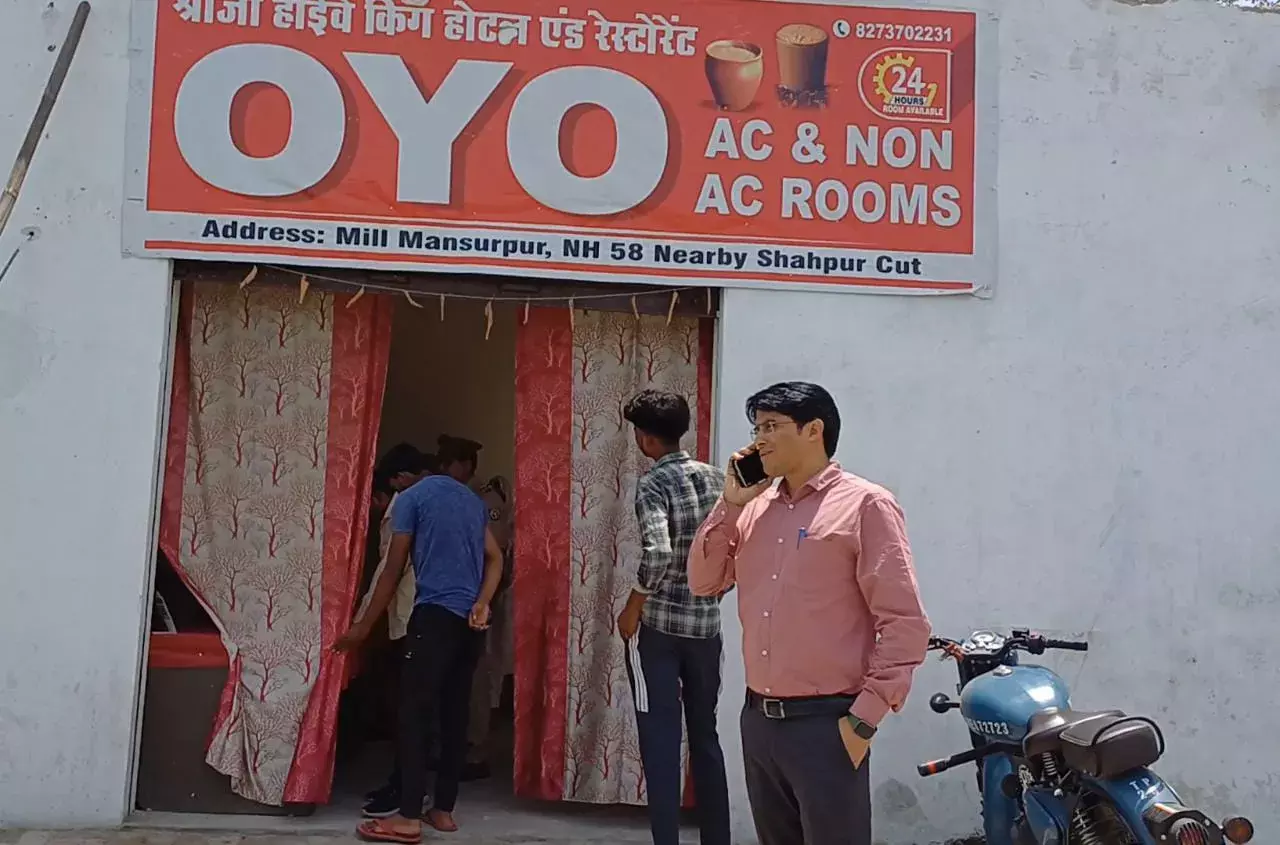 श्रीजी हाईवे किंग होटल एंड रेस्टोरेंट
8273702231
OYO
24
HOURS
ROOM AVAILABLE
AC & NON
AC ROOMS
Address: Mill Mansurpur, NH 58 Nearby Shahpur Cut